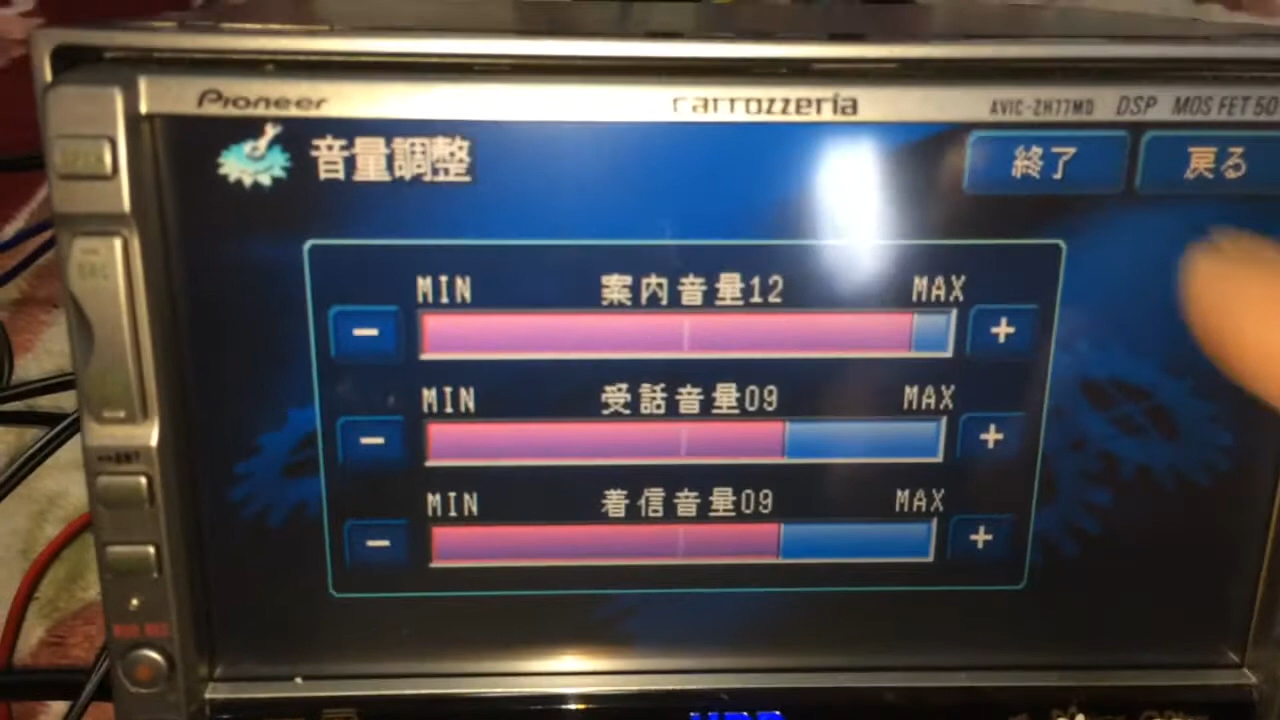 Pioneer carrozzeria AVIC-ZH77MD DSP MOS FET 50
音量調整 終了 戻る
MIN 案内音量12 MAX
− +
MIN 受話音量09 MAX
− +
MIN 着信音量09 MAX
− +